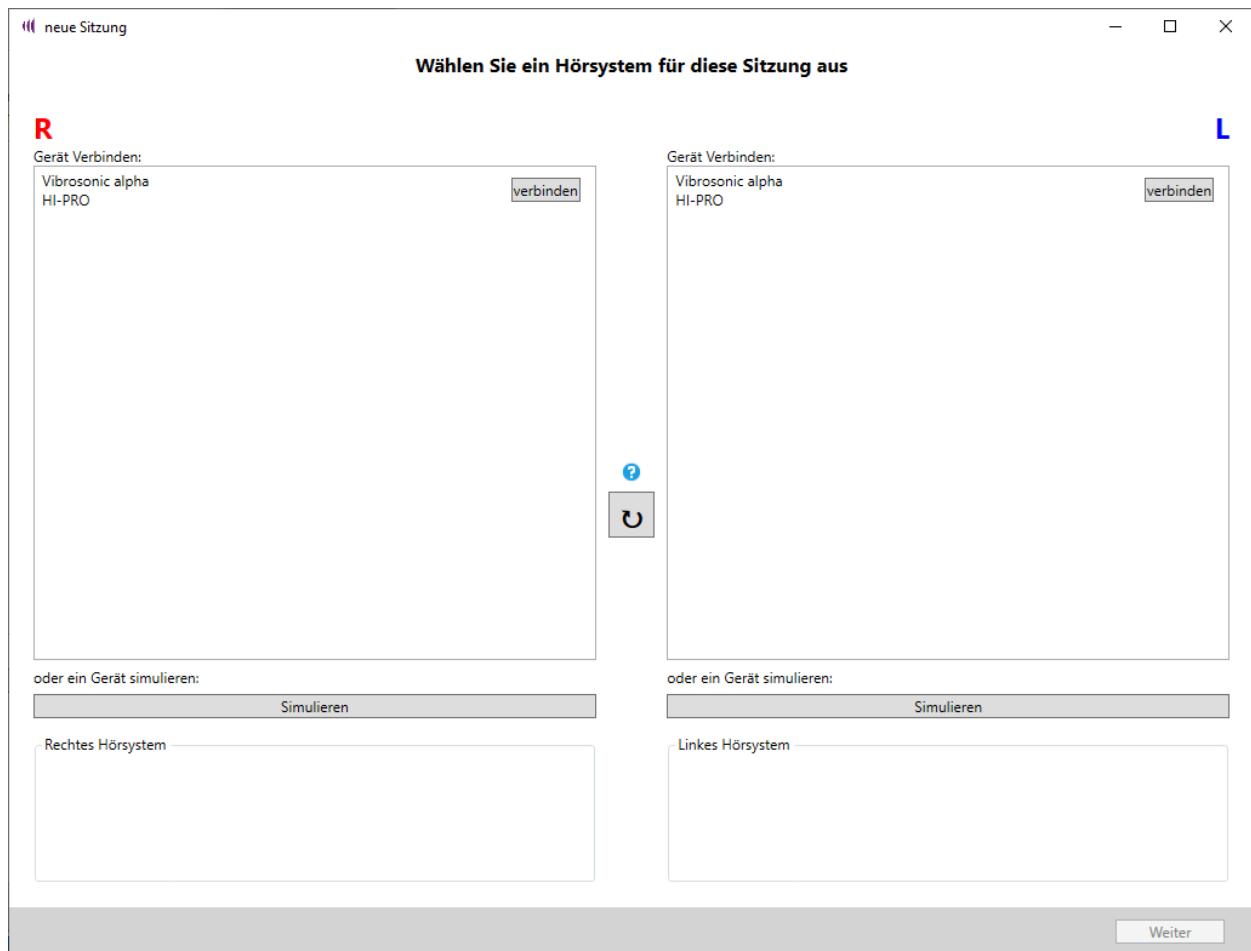 neue Sitzung
Wählen Sie ein Hörsystem für diese Sitzung aus
R
L
Gerät Verbinden:
Vibrosonic alpha
HI-PRO
verbinden
Gerät Verbinden:
Vibrosonic alpha
HI-PRO
verbinden
?
oder ein Gerät simulieren:
Simulieren
oder ein Gerät simulieren:
Simulieren
Rechtes Hörsystem
Linkes Hörsystem
Weiter